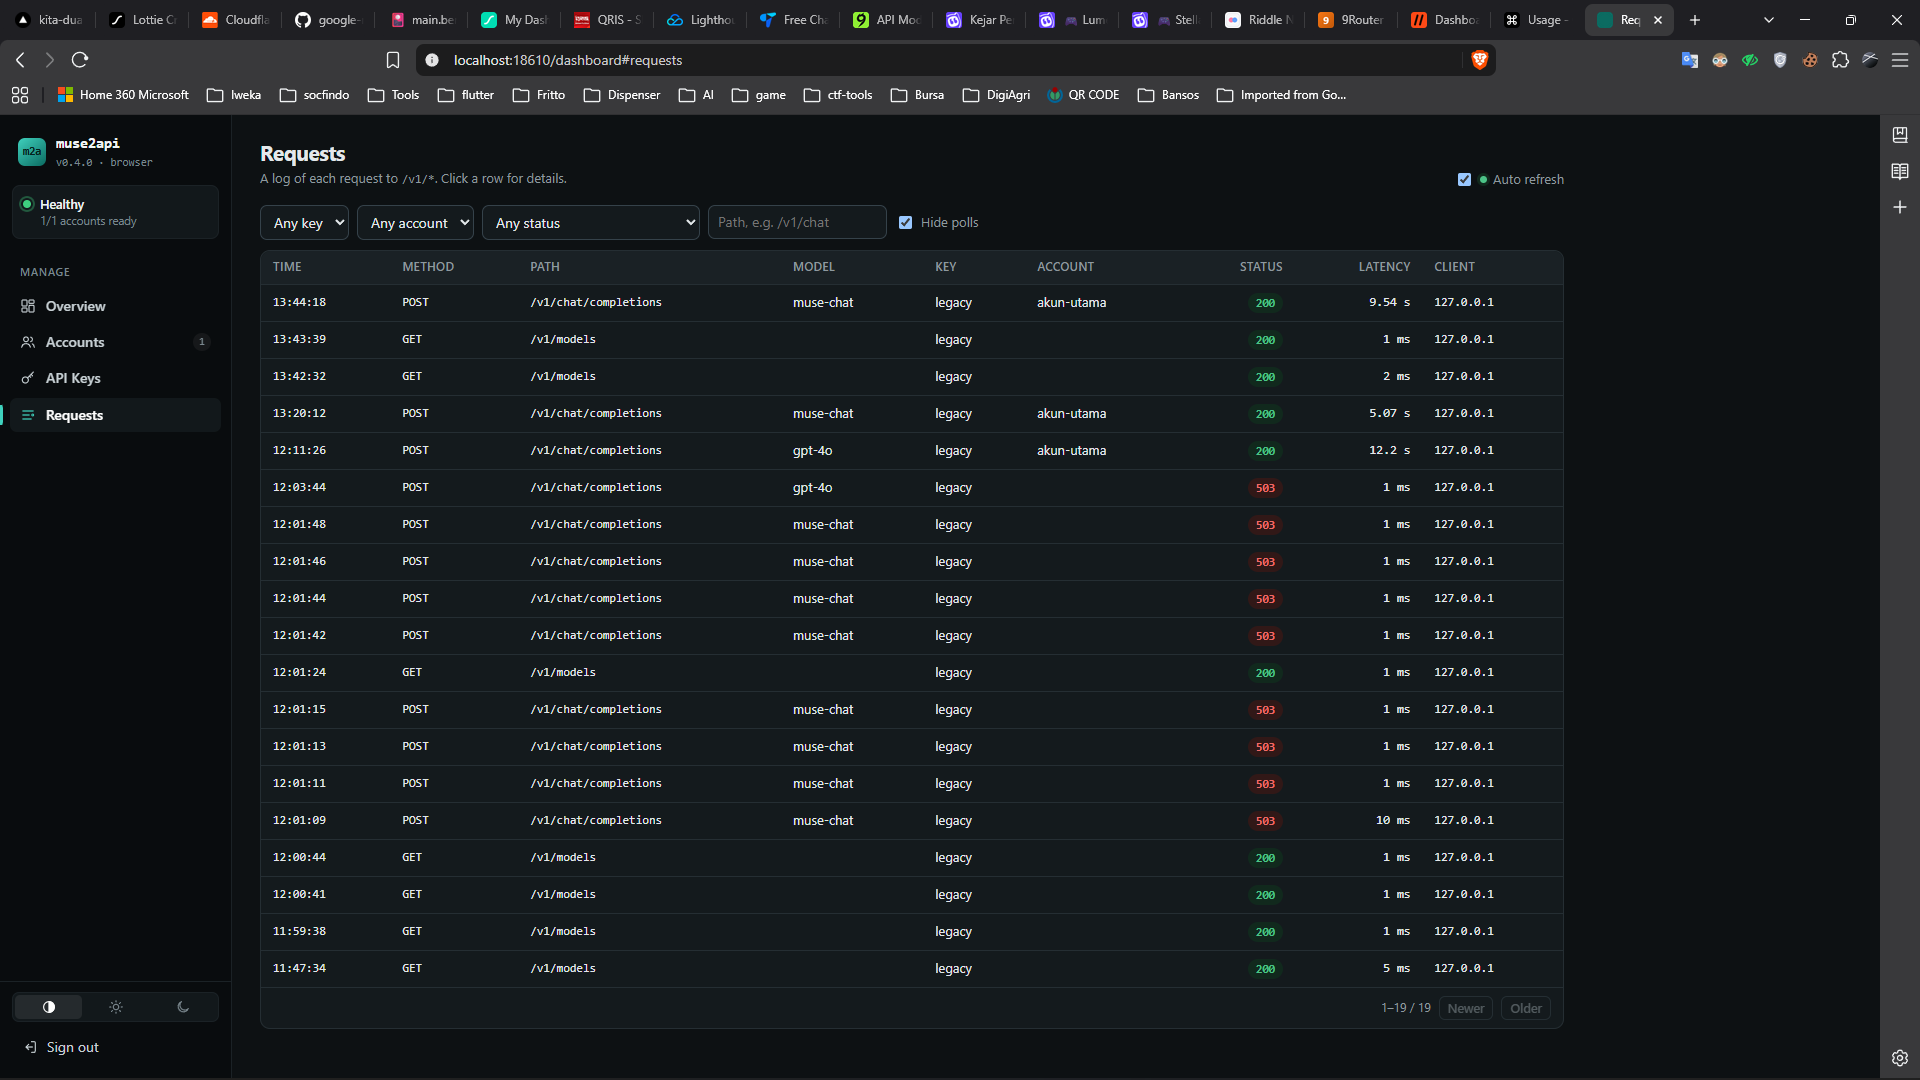 kita-dua
Lottie Cr
Cloudfla
google-
main.be
My Dash
QRIS - S
Lighthou
Free Cha
API Mod
Kejar Pe
Lum
Stell
Riddle N
9Router
Dashbo
Usage -
Req
localhost:18610/dashboard#requests
Home 360 Microsoft
Iweka
socfindo
Tools
flutter
Fritto
Dispenser
AI
game
ctf-tools
Bursa
DigiAgri
QR CODE
Bansos
Imported from Go...
m2a
muse2api
v0.4.0 · browser
Healthy
1/1 accounts ready
MANAGE
Overview
Accounts 1
API Keys
Requests
Sign out
Requests
A log of each request to /v1/*. Click a row for details.
Auto refresh
Any key
Any account
Any status
Path, e.g. /v1/chat
Hide polls
TIME METHOD PATH MODEL KEY ACCOUNT STATUS LATENCY CLIENT
13:44:18 POST /v1/chat/completions muse-chat legacy akun-utama 200 9.54 s 127.0.0.1
13:43:39 GET /v1/models legacy 200 1 ms 127.0.0.1
13:42:32 GET /v1/models legacy 200 2 ms 127.0.0.1
13:20:12 POST /v1/chat/completions muse-chat legacy akun-utama 200 5.07 s 127.0.0.1
12:11:26 POST /v1/chat/completions gpt-4o legacy akun-utama 200 12.2 s 127.0.0.1
12:03:44 POST /v1/chat/completions gpt-4o legacy 503 1 ms 127.0.0.1
12:01:48 POST /v1/chat/completions muse-chat legacy 503 1 ms 127.0.0.1
12:01:46 POST /v1/chat/completions muse-chat legacy 503 1 ms 127.0.0.1
12:01:44 POST /v1/chat/completions muse-chat legacy 503 1 ms 127.0.0.1
12:01:42 POST /v1/chat/completions muse-chat legacy 503 1 ms 127.0.0.1
12:01:24 GET /v1/models legacy 200 1 ms 127.0.0.1
12:01:15 POST /v1/chat/completions muse-chat legacy 503 1 ms 127.0.0.1
12:01:13 POST /v1/chat/completions muse-chat legacy 503 1 ms 127.0.0.1
12:01:11 POST /v1/chat/completions muse-chat legacy 503 1 ms 127.0.0.1
12:01:09 POST /v1/chat/completions muse-chat legacy 503 10 ms 127.0.0.1
12:00:44 GET /v1/models legacy 200 1 ms 127.0.0.1
12:00:41 GET /v1/models legacy 200 1 ms 127.0.0.1
11:59:38 GET /v1/models legacy 200 1 ms 127.0.0.1
11:47:34 GET /v1/models legacy 200 5 ms 127.0.0.1
1–19 / 19 Newer Older